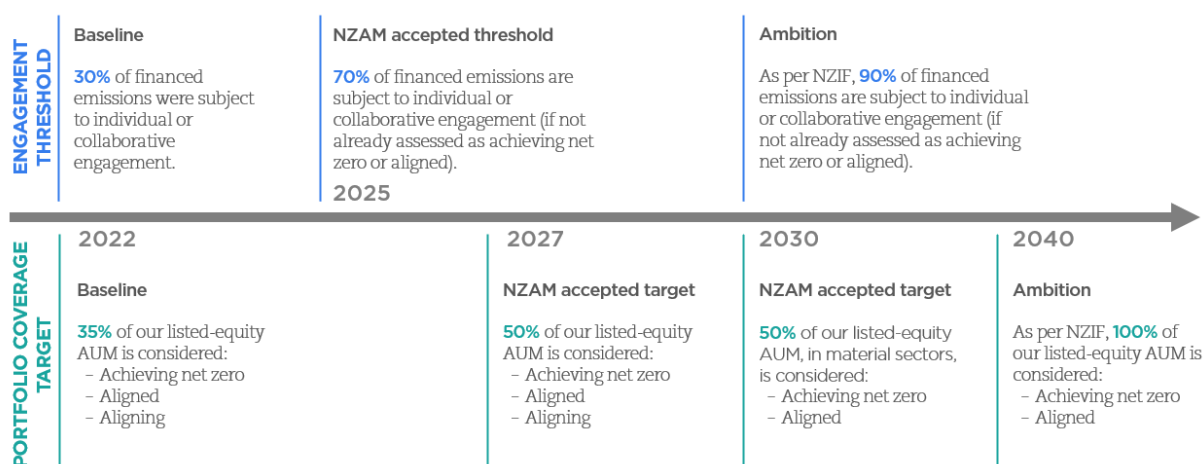 ENGAGEMENT
THRESHOLD
Baseline
30% of financed
emissions were subject
to individual or
collaborative
engagement.
NZAM accepted threshold
70% of financed emissions are
subject to individual or
collaborative engagement (if not
already assessed as achieving net
zero or aligned).
2025
Ambition
As per NZIF, 90% of financed
emissions are subject to individual
or collaborative engagement (if
not already assessed as achieving
net zero or aligned).
PORTFOLIO COVERAGE
TARGET
2022
Baseline
35% of our listed-equity
AUM is considered:
– Achieving net zero
– Aligned
– Aligning
2027
NZAM accepted target
50% of our listed-equity
AUM is considered:
– Achieving net zero
– Aligned
– Aligning
2030
NZAM accepted target
50% of our listed-equity
AUM, in material sectors,
is considered:
– Achieving net zero
– Aligned
2040
Ambition
As per NZIF, 100% of
our listed-equity AUM is
considered:
– Achieving net zero
– Aligned